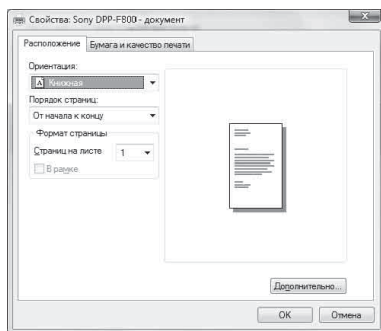 Свойства: Sony DPP-F800 - документ
Расположение Бумага и качество печати
Ориентация:
A Книжная
Порядок страниц:
От начала к концу
Формат страницы
Страниц на листе 1
В рамке
Дополнительно...
OK Отмена